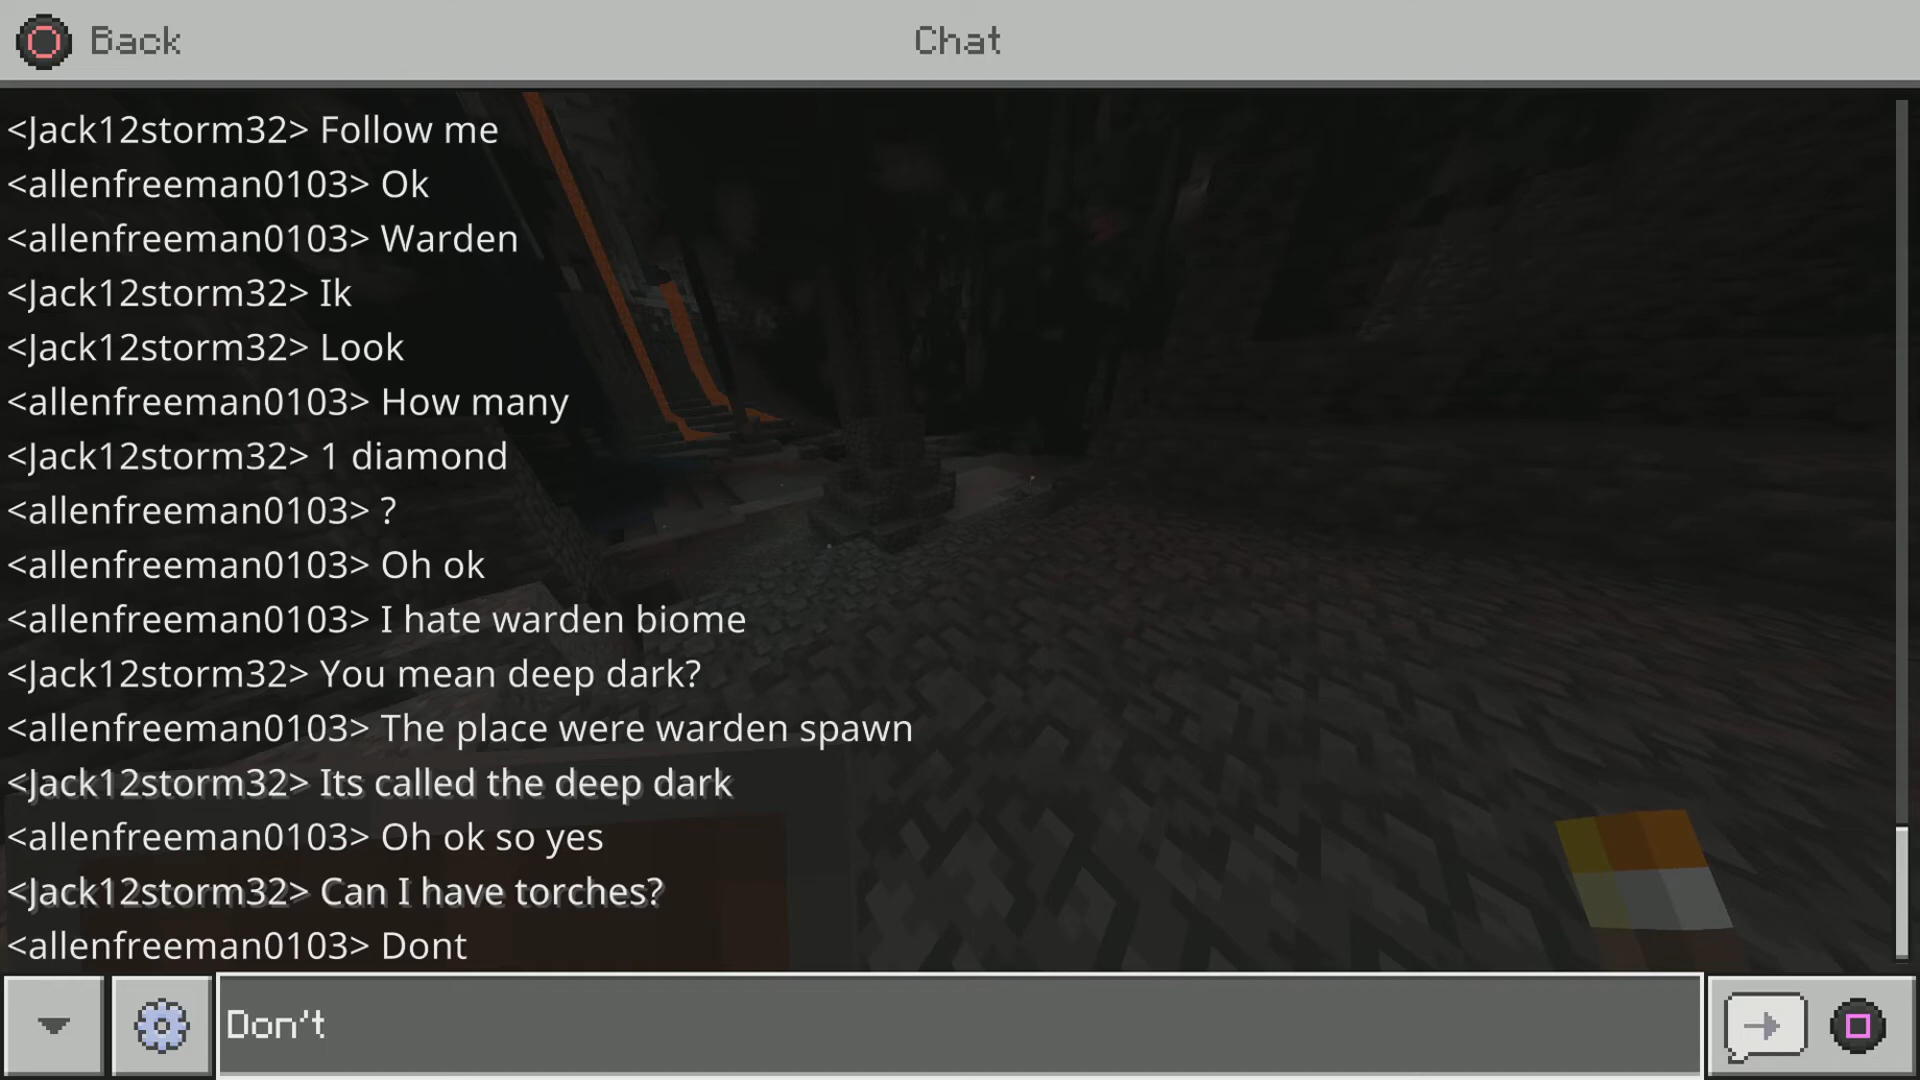 Back
Chat
<Jack12storm32> Follow me
<allenfreeman0103> Ok
<allenfreeman0103> Warden
<Jack12storm32> Ik
<Jack12storm32> Look
<allenfreeman0103> How many
<Jack12storm32> 1 diamond
<allenfreeman0103> ?
<allenfreeman0103> Oh ok
<allenfreeman0103> I hate warden biome
<Jack12storm32> You mean deep dark?
<allenfreeman0103> The place were warden spawn
<Jack12storm32> Its called the deep dark
<allenfreeman0103> Oh ok so yes
<Jack12storm32> Can I have torches?
<allenfreeman0103> Dont
Don't